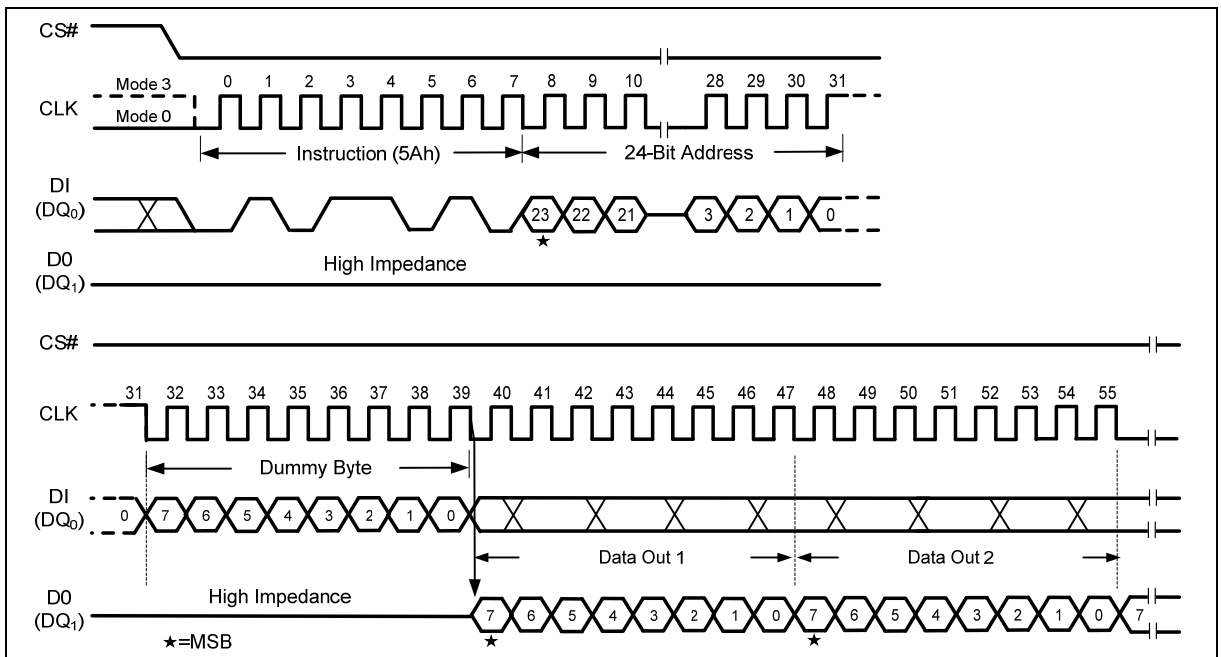 CS#
Mode 3 0 1 2 3 4 5 6 7 8 9 10 28 29 30 31
CLK
Mode 0
Instruction (5Ah) 24-Bit Address
DI
(DQ0) 23 22 21 3 2 1 0
★
D0 High Impedance
(DQ1)
CS#
31 32 33 34 35 36 37 38 39 40 41 42 43 44 45 46 47 48 49 50 51 52 53 54 55
CLK
Dummy Byte
DI
(DQ0) 0 7 6 5 4 3 2 1 0
Data Out 1 Data Out 2
D0 High Impedance
(DQ1) 7 6 5 4 3 2 1 0 7 6 5 4 3 2 1 0 7
★=MSB ★ ★